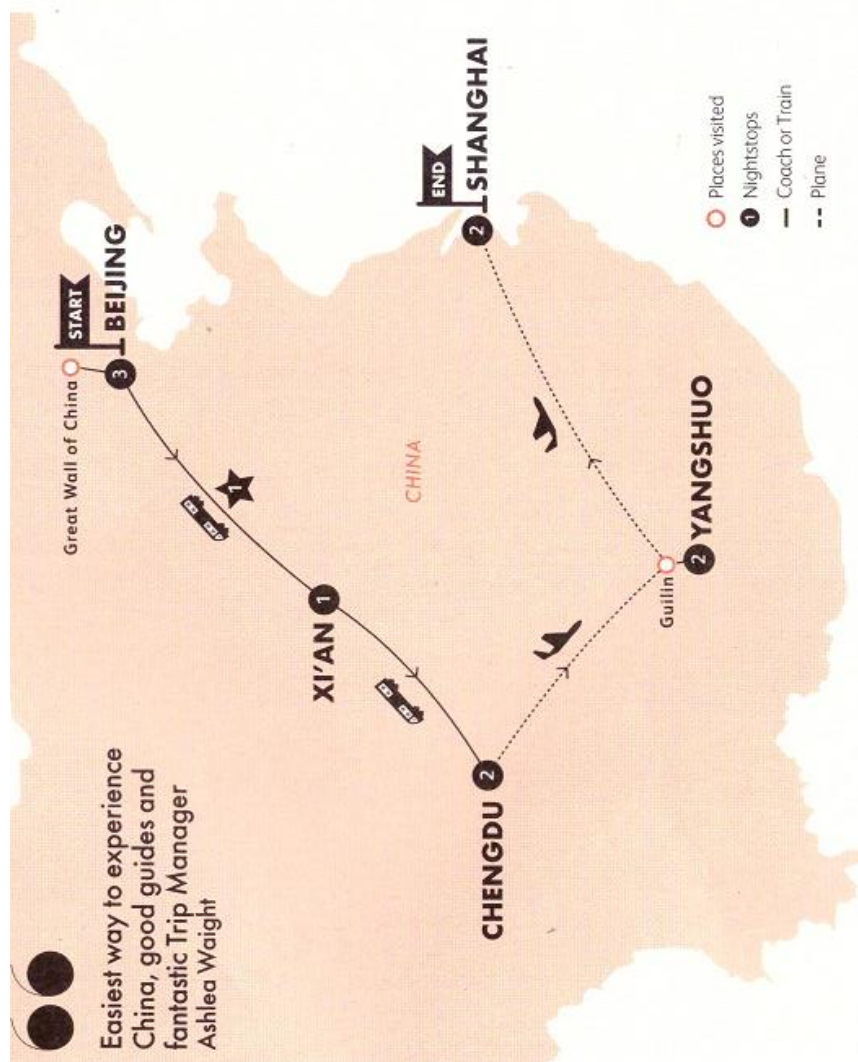 Easiest way to experience
China, good guides and
fantastic Trip Manager
Ashlea Waight
Great Wall of China
START
BEIJING
3
1
XI'AN
1
CHINA
CHENGDU
2
END
SHANGHAI
2
Guilin
2
YANGSHUO
Places visited
1 Nightstops
Coach or Train
Plane